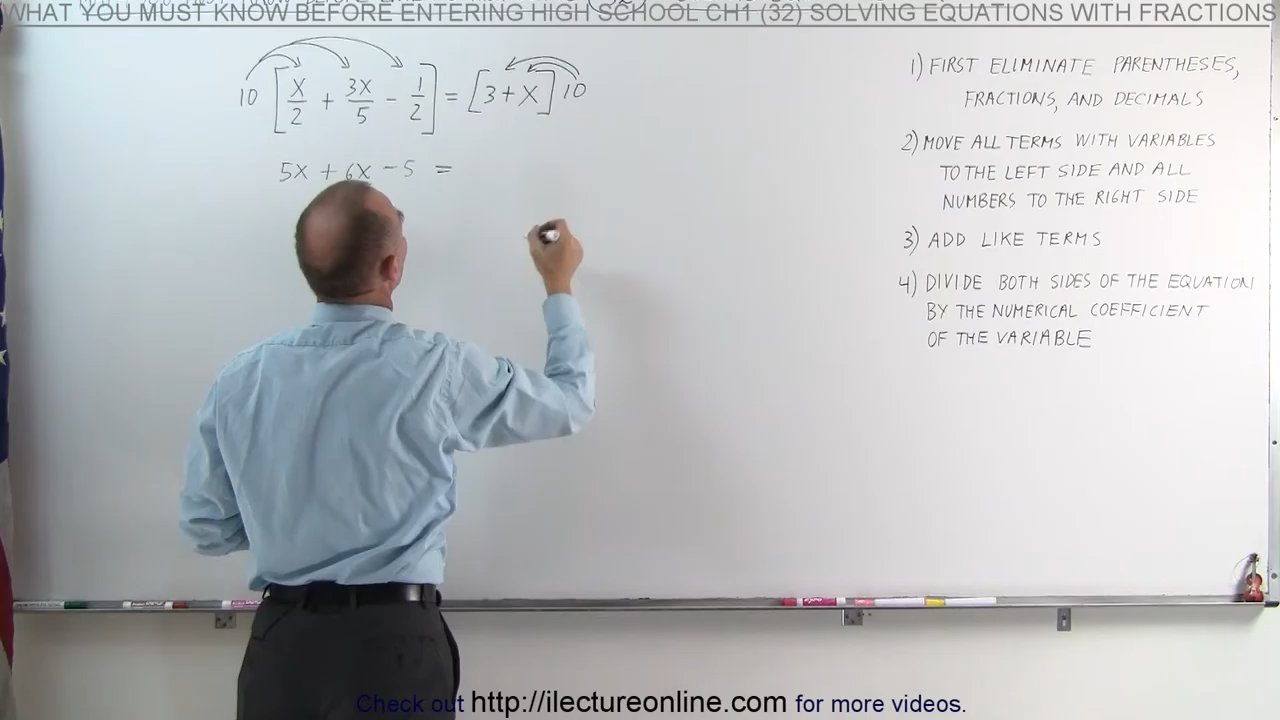 WHAT YOU MUST KNOW BEFORE ENTERING HIGH SCHOOL CH1 (32) SOLVING EQUATIONS WITH FRACTIONS
10 [x/2 + 3x/5 - 1/2] = [3 + x] 10
5x + 6x - 5 =
1) FIRST ELIMINATE PARENTHESES,
FRACTIONS, AND DECIMALS
2) MOVE ALL TERMS WITH VARIABLES
TO THE LEFT SIDE AND ALL
NUMBERS TO THE RIGHT SIDE
3) ADD LIKE TERMS
4) DIVIDE BOTH SIDES OF THE EQUATION
BY THE NUMERICAL COEFFICIENT
OF THE VARIABLE
Check out http://ilectureonline.com for more videos.